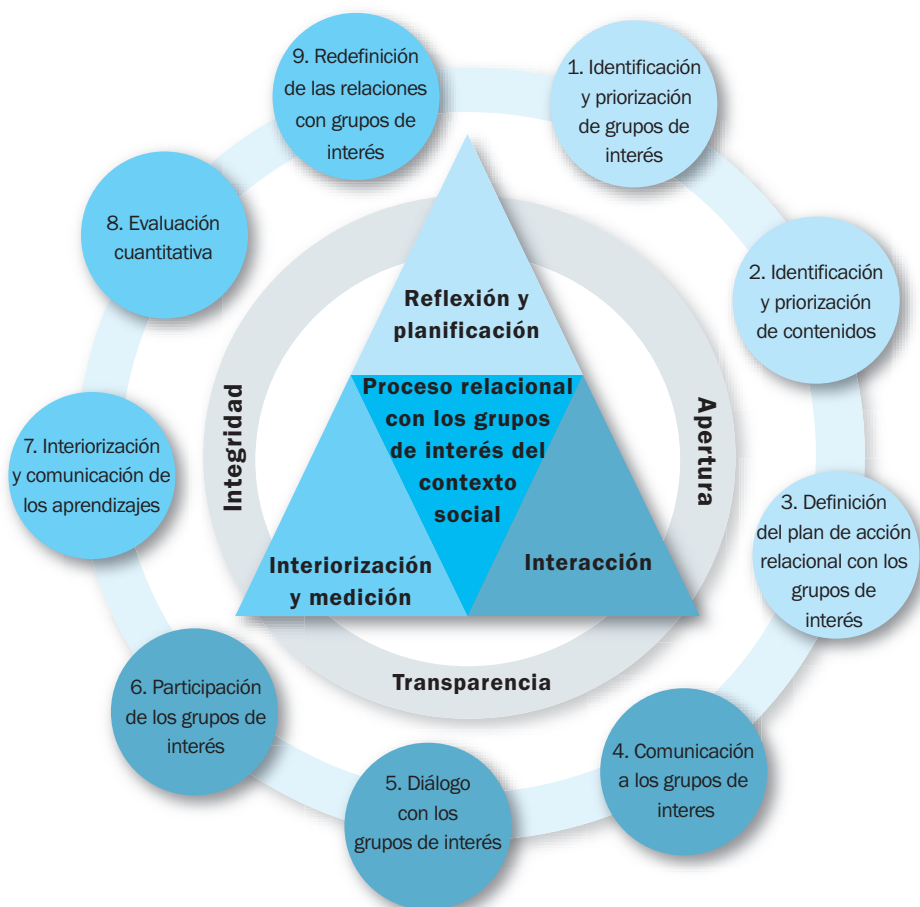 1. Identificación
y priorización
de grupos de
interés
2. Identificación
y priorización
de contenidos
3. Definición
del plan de acción
relacional con los
grupos de
interés
4. Comunicación
a los grupos de
interes
5. Diálogo
con los
grupos de interés
6. Participación
de los grupos de
interés
7. Interiorización
y comunicación de
los aprendizajes
8. Evaluación
cuantitativa
9. Redefinición
de las relaciones
con grupos de
interés
Integridad
Apertura
Transparencia
Reflexión y
planificación
Proceso relacional
con los grupos
de interés del
contexto
social
Interiorización
y medición
Interacción